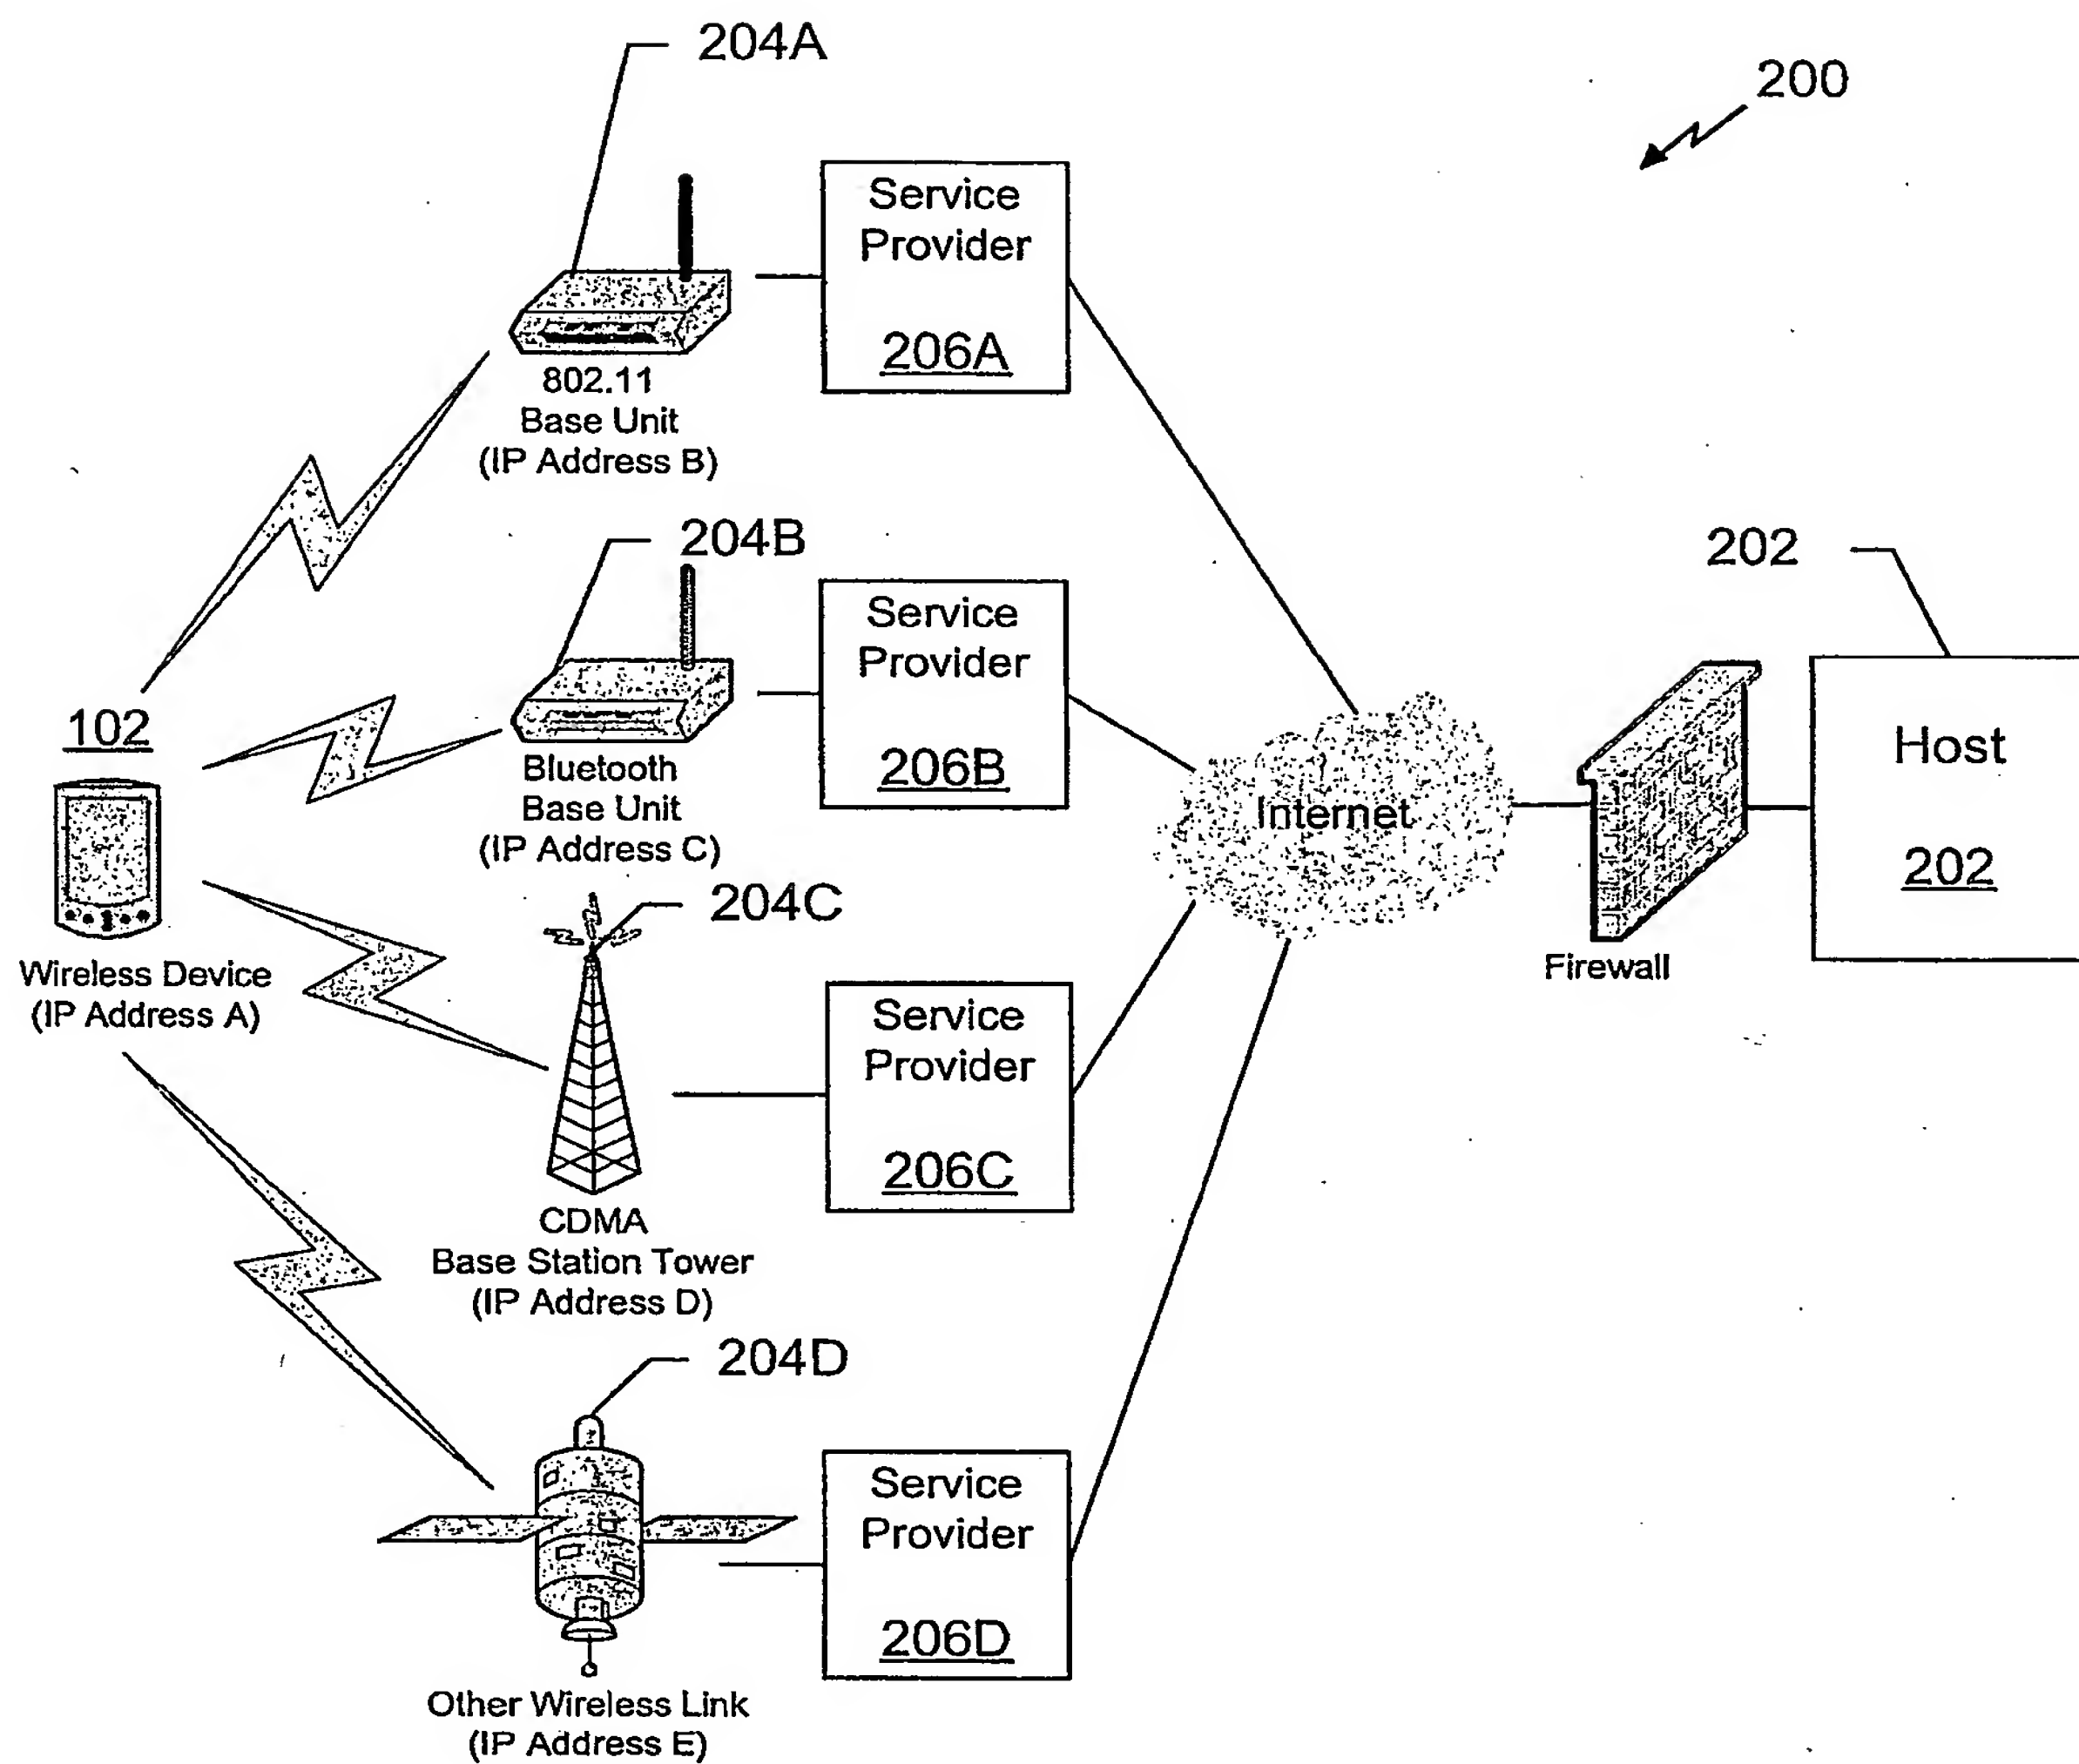 204A
200
Service
Provider
206A
802.11
Base Unit
(IP Address B)
204B
202
Service
Provider
206B
102
Bluetooth
Base Unit
(IP Address C)
Internet
Host
202
Firewall
204C
Wireless Device
(IP Address A)
Service
Provider
206C
CDMA
Base Station Tower
(IP Address D)
204D
Service
Provider
206D
Other Wireless Link
(IP Address E)